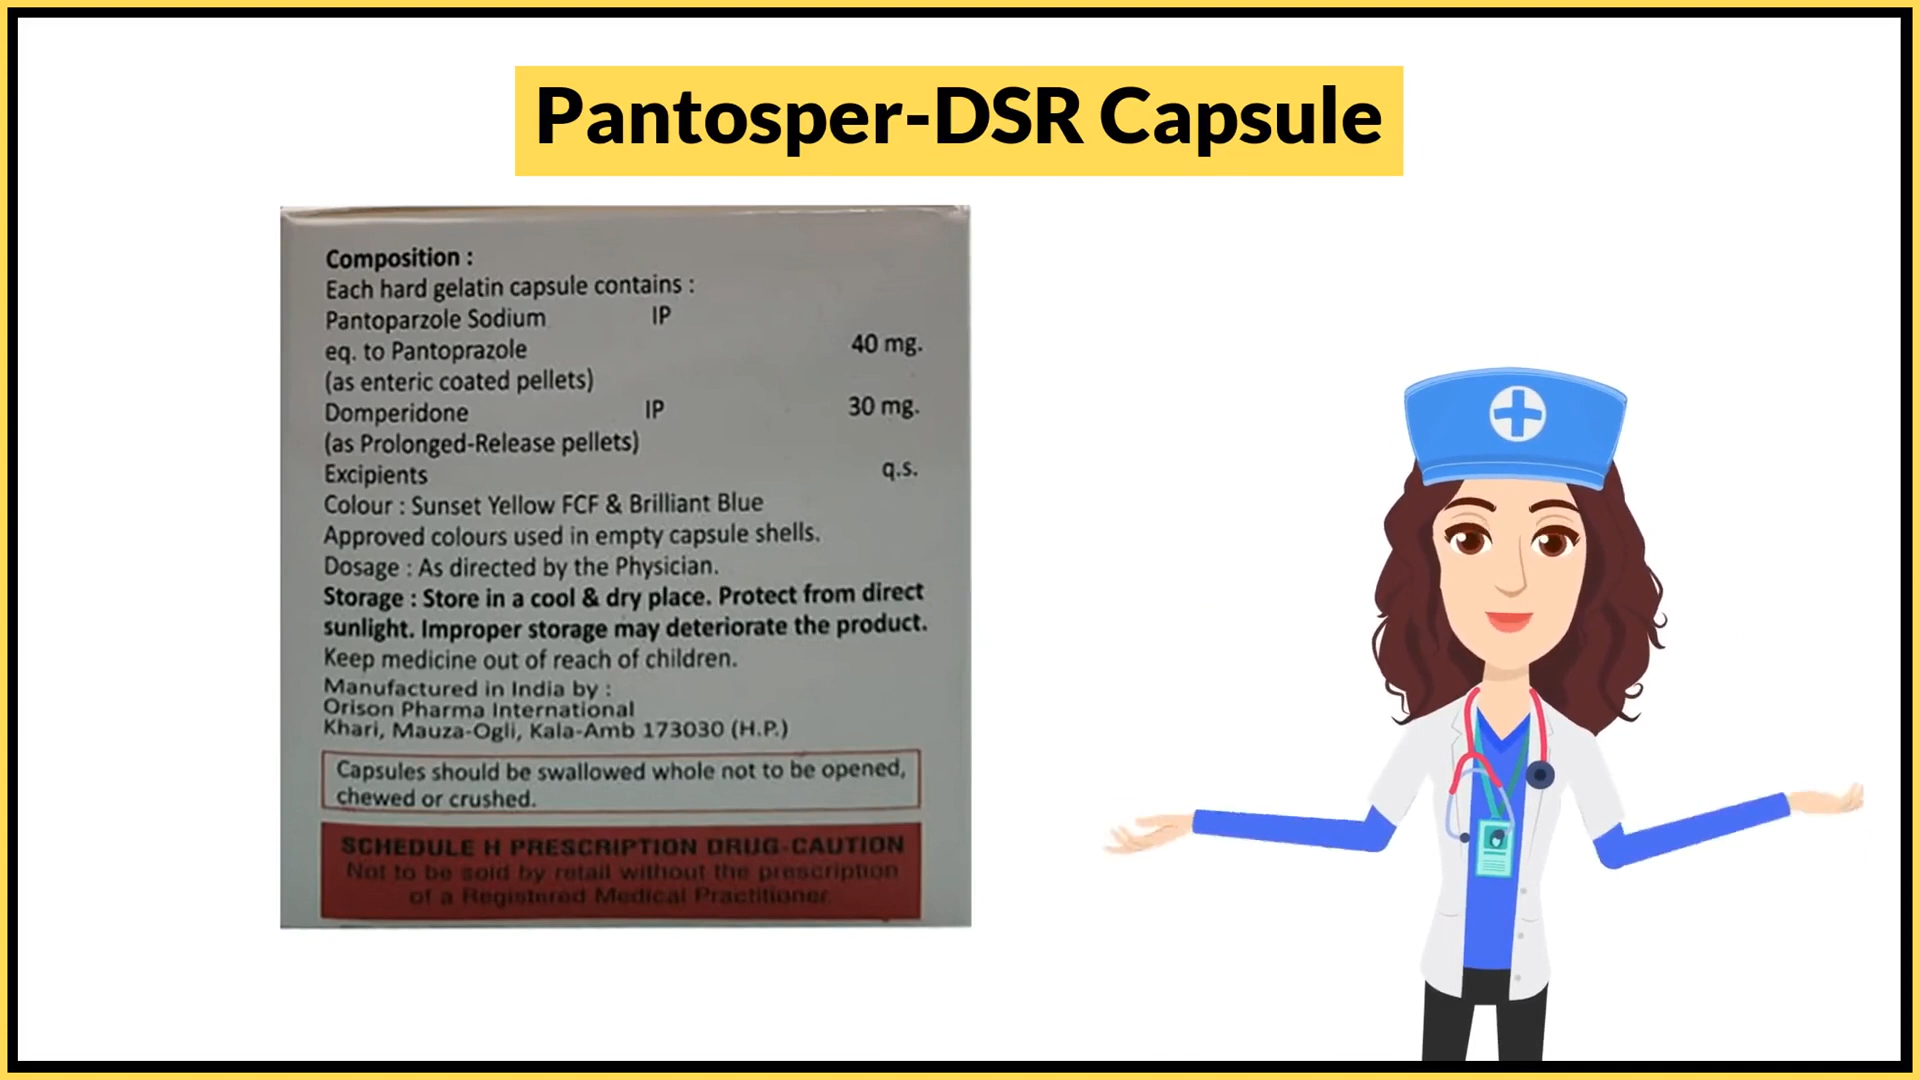 Pantosper-DSR Capsule
Composition :
Each hard gelatin capsule contains :
Pantoparzole Sodium IP
eq. to Pantoprazole 40 mg.
(as enteric coated pellets)
Domperidone IP 30 mg.
(as Prolonged-Release pellets)
Excipients q.s.
Colour : Sunset Yellow FCF & Brilliant Blue
Approved colours used in empty capsule shells.
Dosage : As directed by the Physician.
Storage : Store in a cool & dry place. Protect from direct
sunlight. Improper storage may deteriorate the product.
Keep medicine out of reach of children.
Manufactured in India by :
Orison Pharma International
Khari, Mauza-Ogli, Kala-Amb 173030 (H.P.)
Capsules should be swallowed whole not to be opened,
chewed or crushed.
SCHEDULE H PRESCRIPTION DRUG-CAUTION
Not to be sold by retail without the prescription
of a Registered Medical Practitioner.